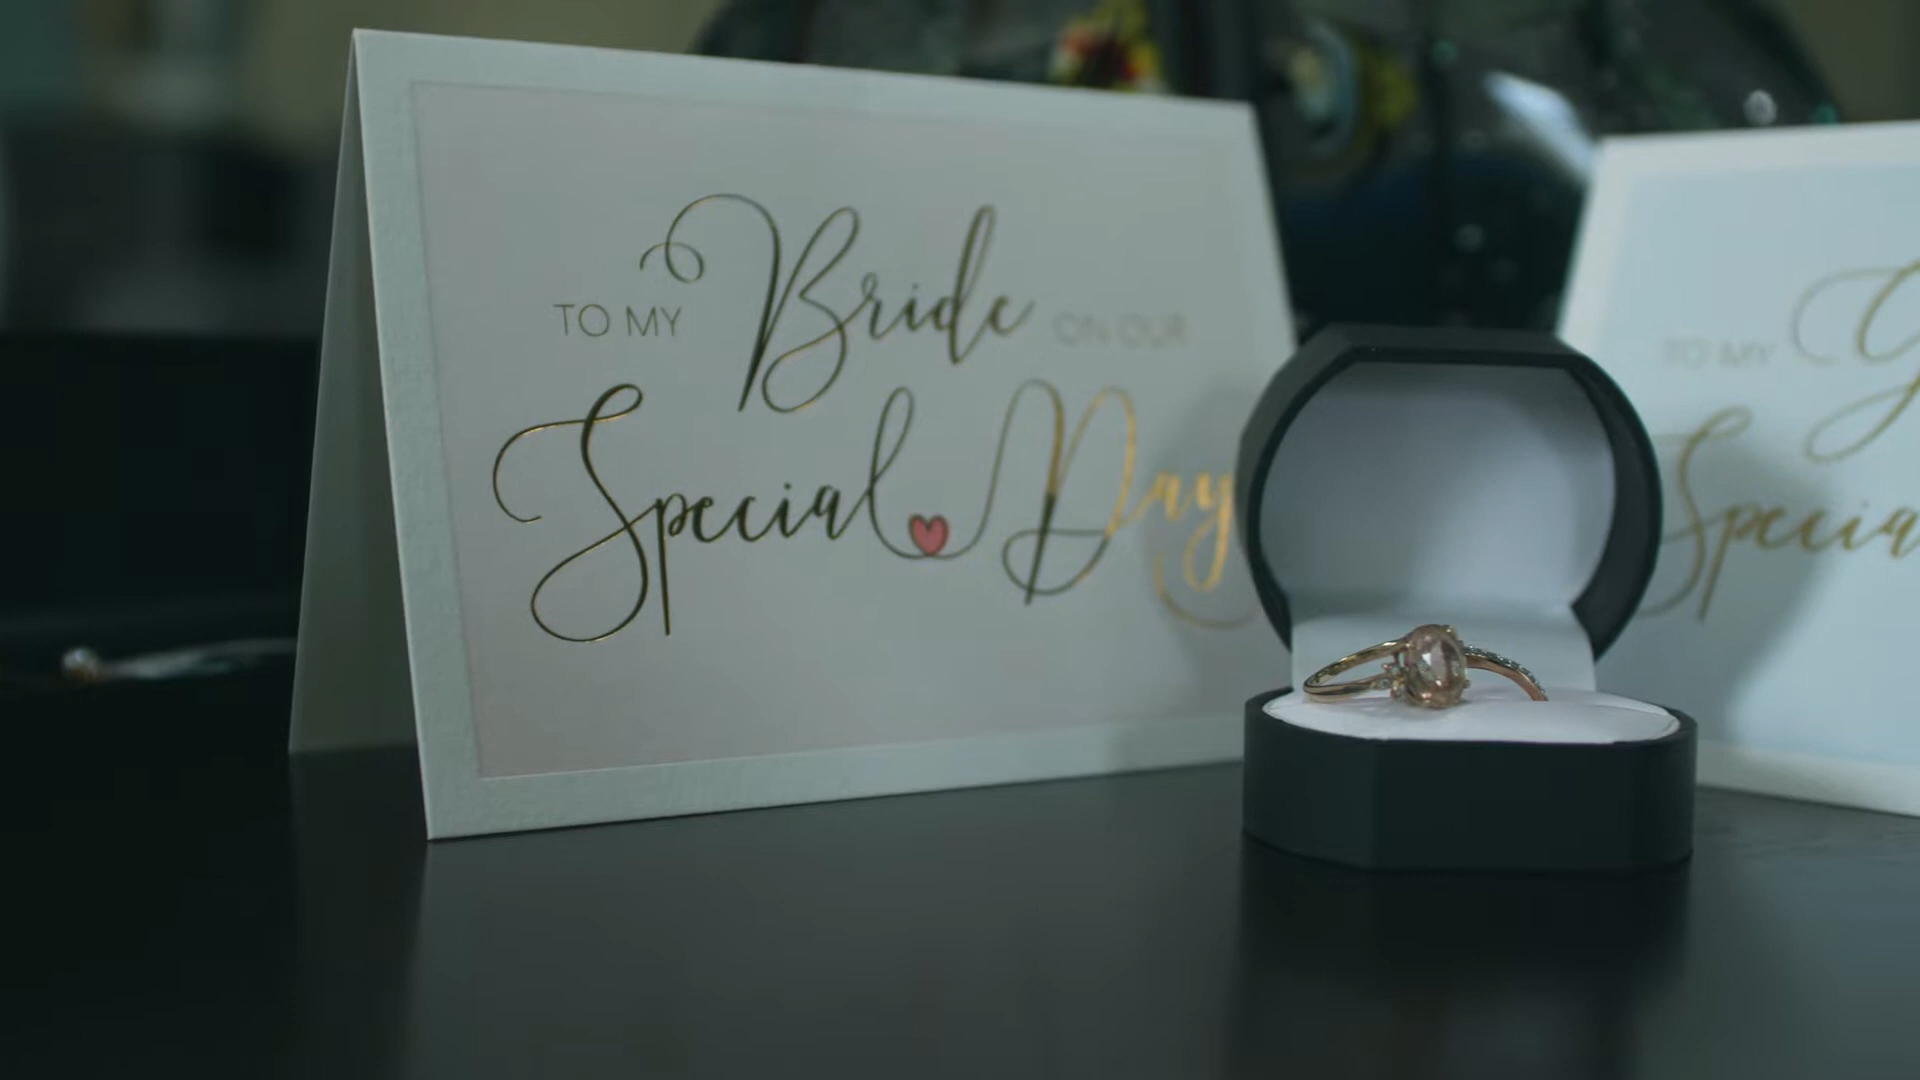 TO MY Bride ON OUR
Special Day
TO MY G
Specia